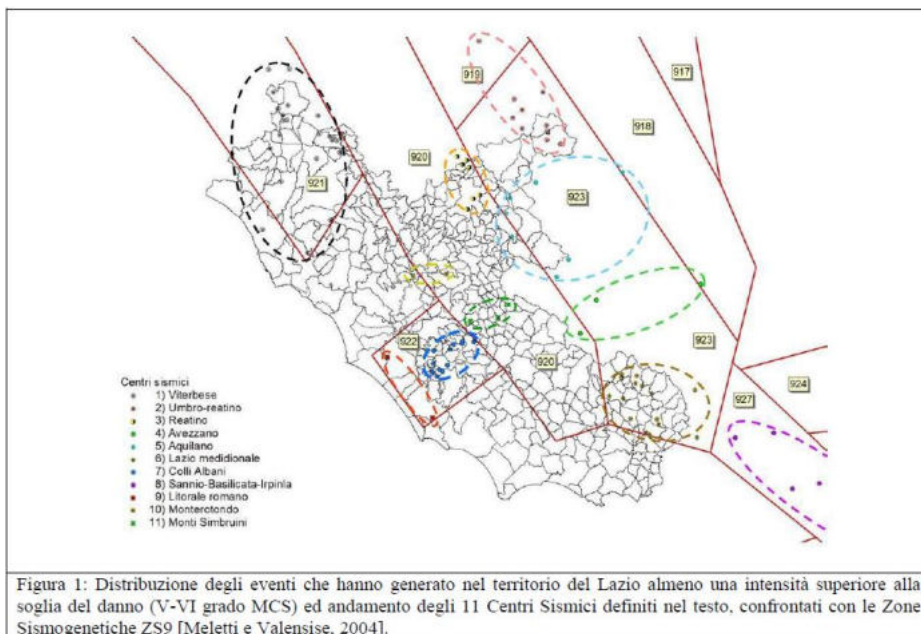 919
917
918
920
923
921
922
920
923
924
927
Centri sismici
1) Viterbese
2) Umbro-reatino
3) Reatino
4) Avezzano
5) Aquilano
6) Lazio medidionale
7) Colli Albani
8) Sannio-Basilicata-Irpinla
9) Litorale romano
10) Monterotondo
11) Monti Simbruini
Figura 1: Distribuzione degli eventi che hanno generato nel territorio del Lazio almeno una intensità superiore alla
soglia del danno (V-VI grado MCS) ed andamento degli 11 Centri Sismici definiti nel testo, confrontati con le Zone
Sismogenetiche ZS9 [Meletti e Valensise, 2004].